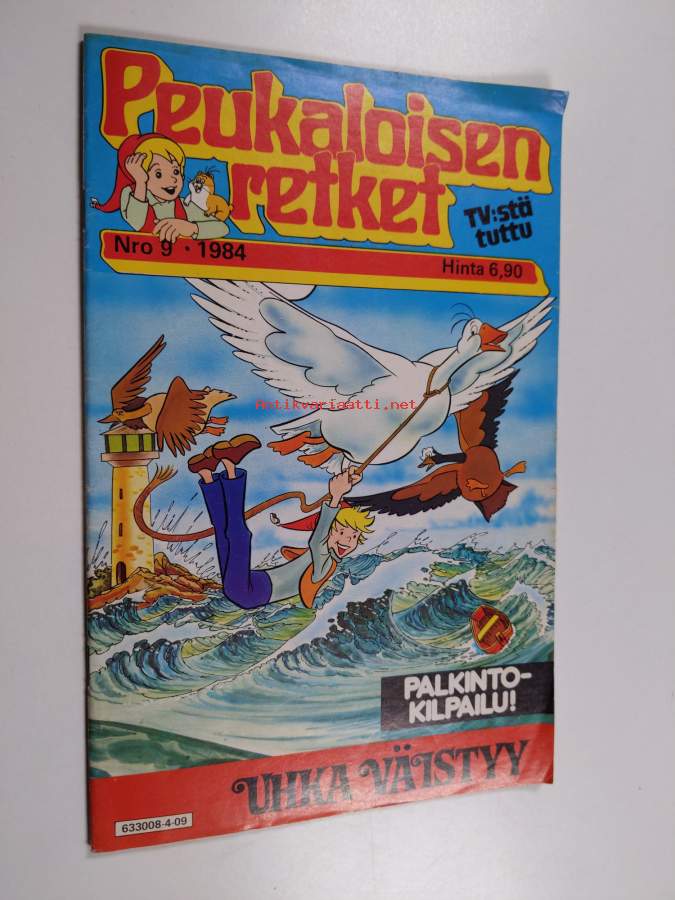 Peukaloisen
retket
TV:stä
tuttu
Nro 9 • 1984
Hinta 6,90
Antikvariaatti.net
PALKINTO-
KILPAILU!
UHKA VÄISTYY
633008-4-09